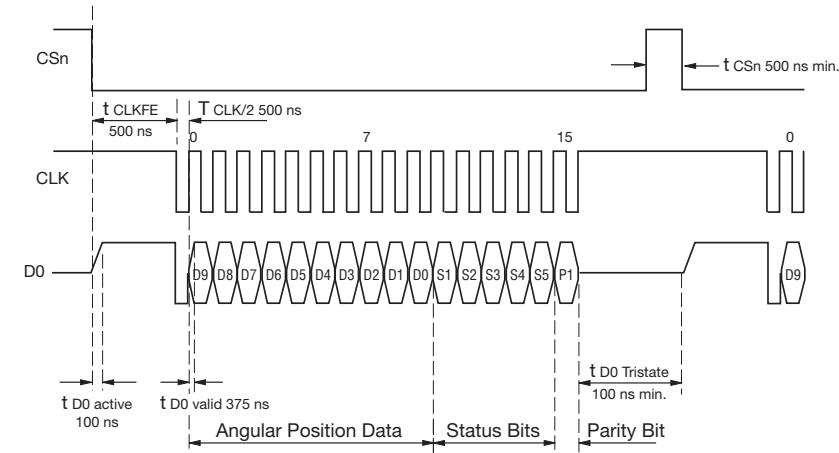 CSn
t CSn 500 ns min.
t CLKFE
500 ns
T CLK/2 500 ns
0
7
15
0
CLK
D0
D9 D8 D7 D6 D5 D4 D3 D2 D1 D0 S1 S2 S3 S4 S5 P1
D9
t D0 active
100 ns
t D0 valid 375 ns
t D0 Tristate
100 ns min.
Angular Position Data
Status Bits
Parity Bit